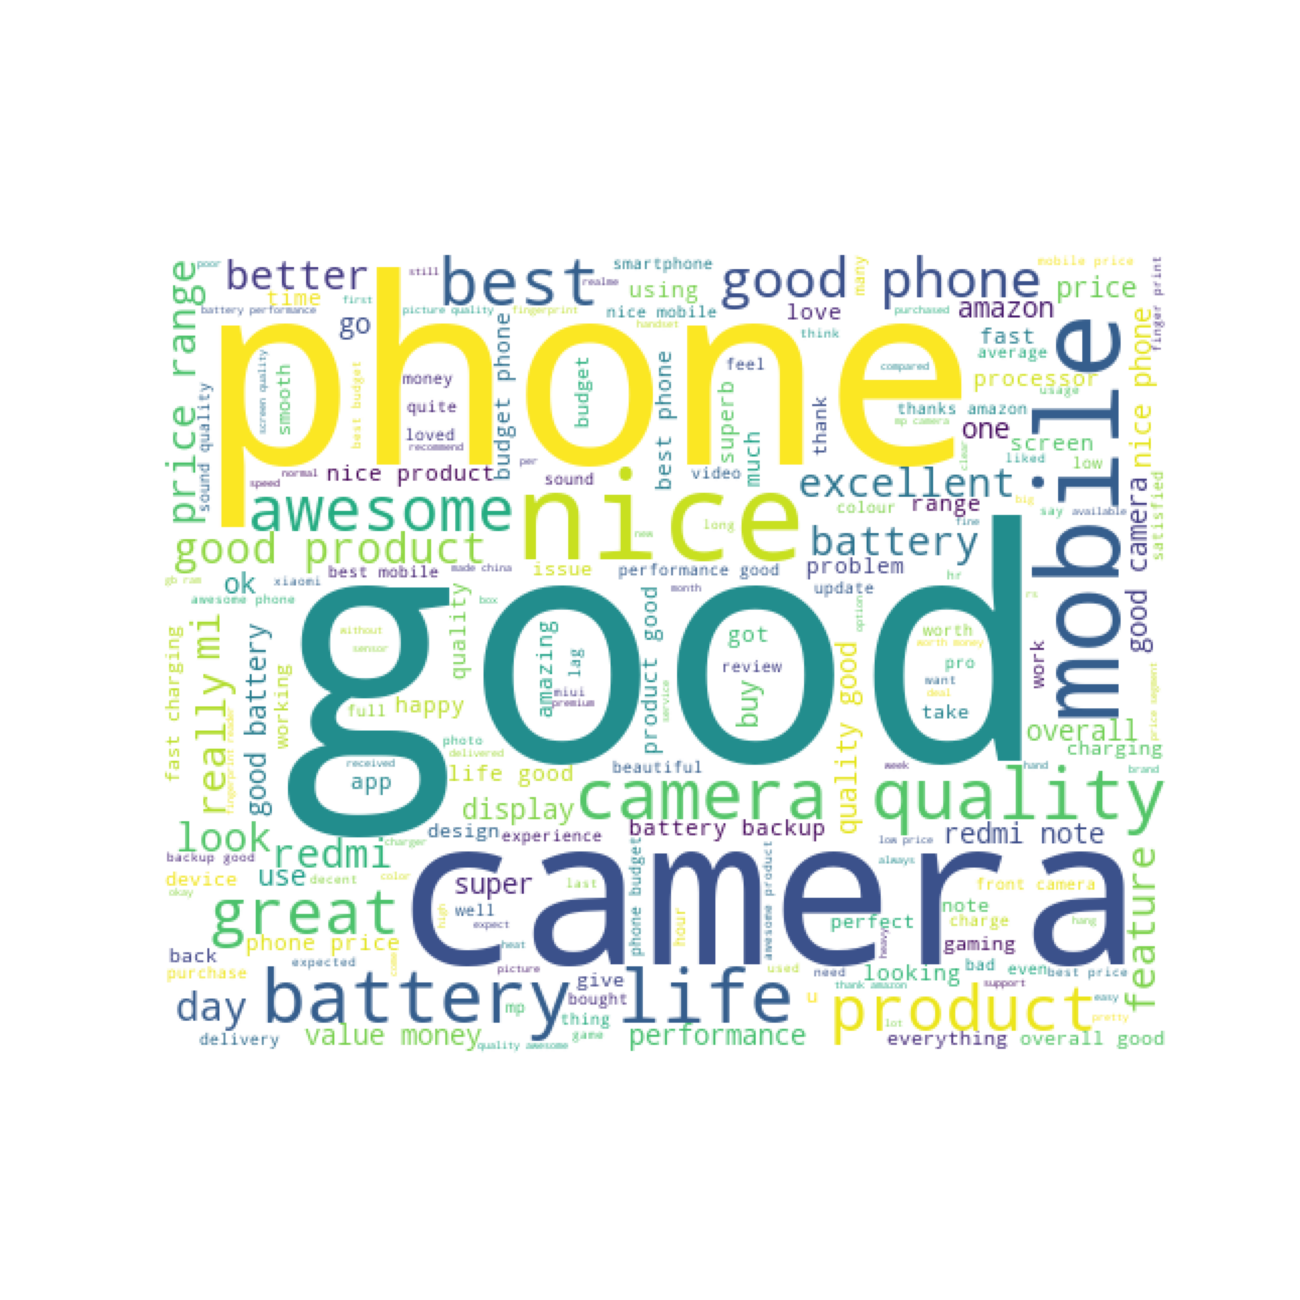 poor
better
still
best
smartphone
good phone
many
mobile price
finger print
price range
time
first
realme
using
price
battery performance
go
picture quality
fingerprint
nice mobile
handset
love
purchased
amazon
think
fast
phone
mobile
nice phone
average
screen quality
smooth
best budget
money
budget phone
budget
best phone
feel
compared
processor
usage
sound quality
quite
superb
thank
thanks amazon
mp camera
loved
recommend
much
one
screen
clear
liked
low
normal
nice product
per
speed
sound
video
excellent
range
big
awesome
nice
long
colour
say
available
satisfied
fine
good camera
good product
new
battery
gb ram
ok
xiaomi
best mobile
made china
issue
performance good
problem
month
update
hr
rs
awesome phone
box
option
good
fast charging
really mi
good battery
without
sensor
quality
amazing
lag
product good
got
review
worth
worth money
pro
work
working
miui
premium
service
buy
quality good
want
deal
take
price segment
fingerprint reader
full
happy
overall
photo
delivered
charging
received
app
life good
beautiful
week
hand
brand
display
camera quality
look
redmi
design
experience
battery backup
low price
redmi note
charger
backup good
device
okay
use
decent
color
super
last
phone budget
awesome product
always
front camera
feature
great
camera
high
well
expect
hour
perfect
note
charge
hang
phone price
heat
heavy
gaming
back
purchase
expected
picture
used
need
looking
bad
even
best price
day
battery life
give
bought
thank amazon
support
mp
thing
u
product
easy
pretty
lot
delivery
value money
quality awesome
game
performance
everything
overall good